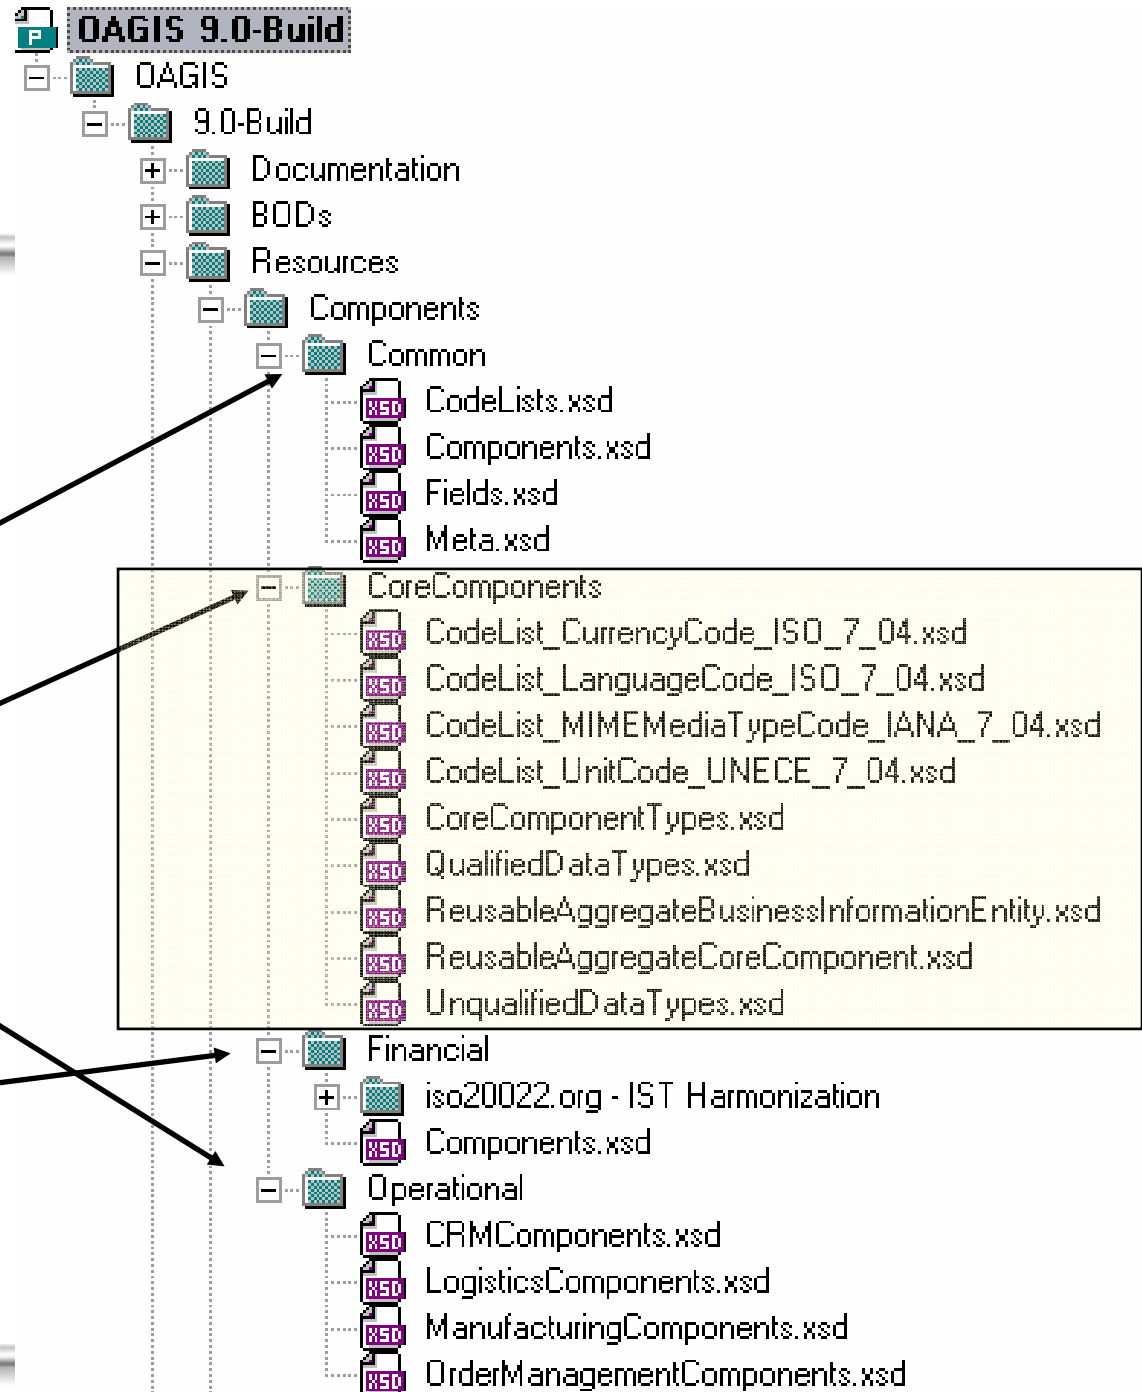 OAGIS 9.0-Build
OAGIS
9.0-Build
Documentation
BODs
Resources
Components
Common
CodeLists.xsd
Components.xsd
Fields.xsd
Meta.xsd
CoreComponents
CodeList_CurrencyCode_ISO_7_04.xsd
CodeList_LanguageCode_ISO_7_04.xsd
CodeList_MIMEMediaTypeCode_IANA_7_04.xsd
CodeList_UnitCode_UNECE_7_04.xsd
CoreComponentTypes.xsd
QualifiedDataTypes.xsd
ReusableAggregateBusinessInformationEntity.xsd
ReusableAggregateCoreComponent.xsd
UnqualifiedDataTypes.xsd
Financial
iso20022.org - IST Harmonization
Components.xsd
Operational
CRMComponents.xsd
LogisticsComponents.xsd
ManufacturingComponents.xsd
OrderManagementComponents.xsd